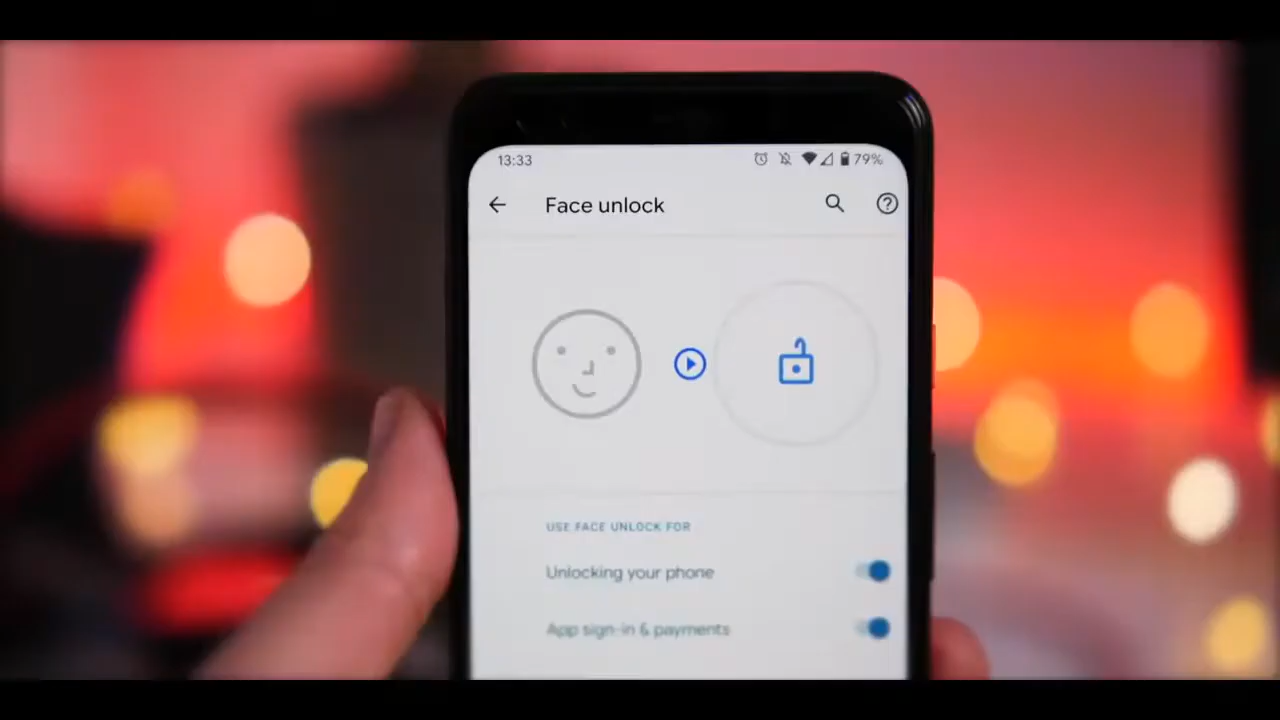 13:33 79%
Face unlock
USE FACE UNLOCK FOR
Unlocking your phone
App sign-in & payments